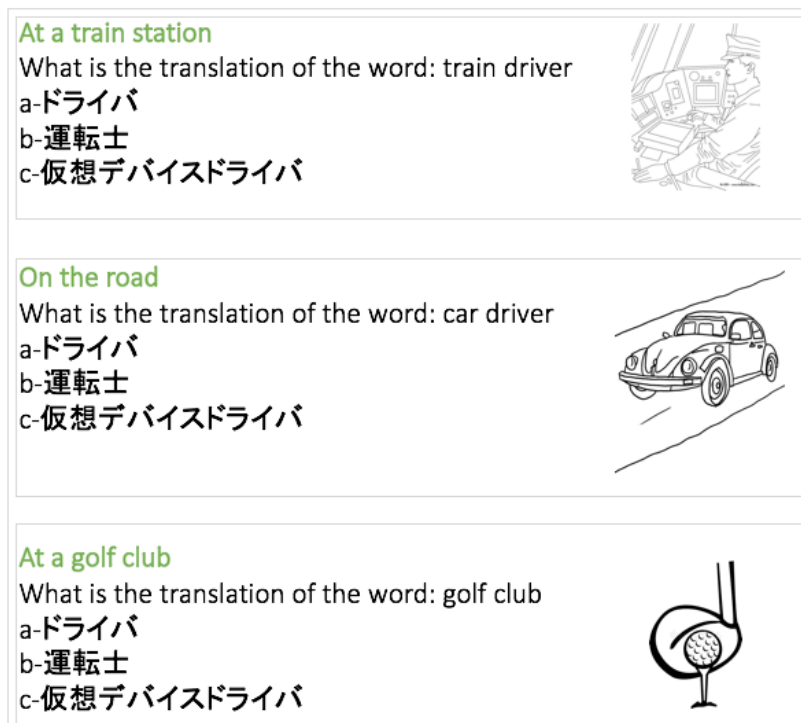 At a train station
What is the translation of the word: train driver
a-ドライバ
b-運転士
c-仮想デバイスドライバ
On the road
What is the translation of the word: car driver
a-ドライバ
b-運転士
c-仮想デバイスドライバ
At a golf club
What is the translation of the word: golf club
a-ドライバ
b-運転士
c-仮想デバイスドライバ